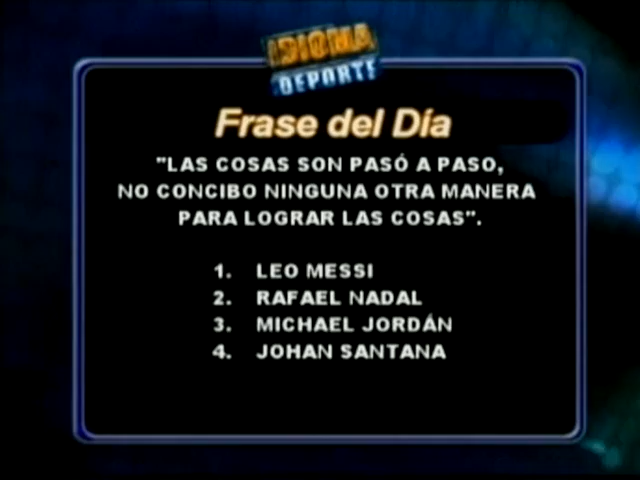 IDIOMA
DEPORTE
Frase del Día
"LAS COSAS SON PASÓ A PASO,
NO CONCIBO NINGUNA OTRA MANERA
PARA LOGRAR LAS COSAS".
1. LEO MESSI
2. RAFAEL NADAL
3. MICHAEL JORDÁN
4. JOHAN SANTANA